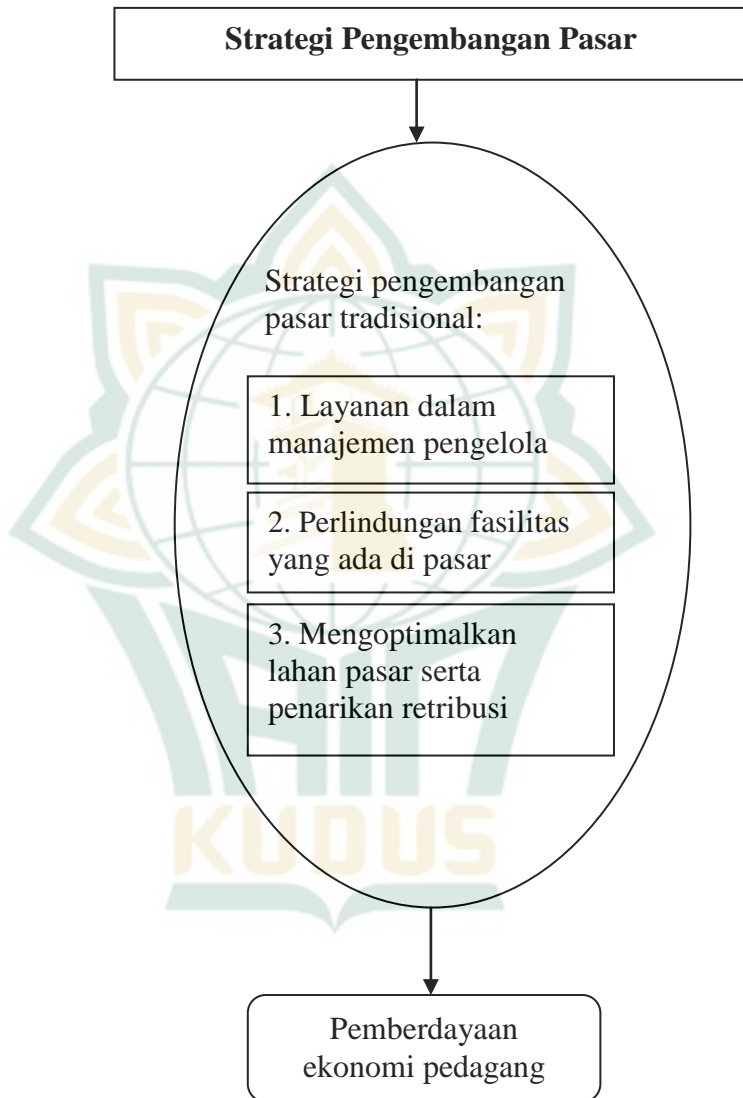 Strategi Pengembangan Pasar
Strategi pengembangan
pasar tradisional:
1. Layanan dalam
manajemen pengelola
2. Perlindungan fasilitas
yang ada di pasar
3. Mengoptimalkan
lahan pasar serta
penarikan retribusi
IAIN
KUDUS
Pemberdayaan
ekonomi pedagang